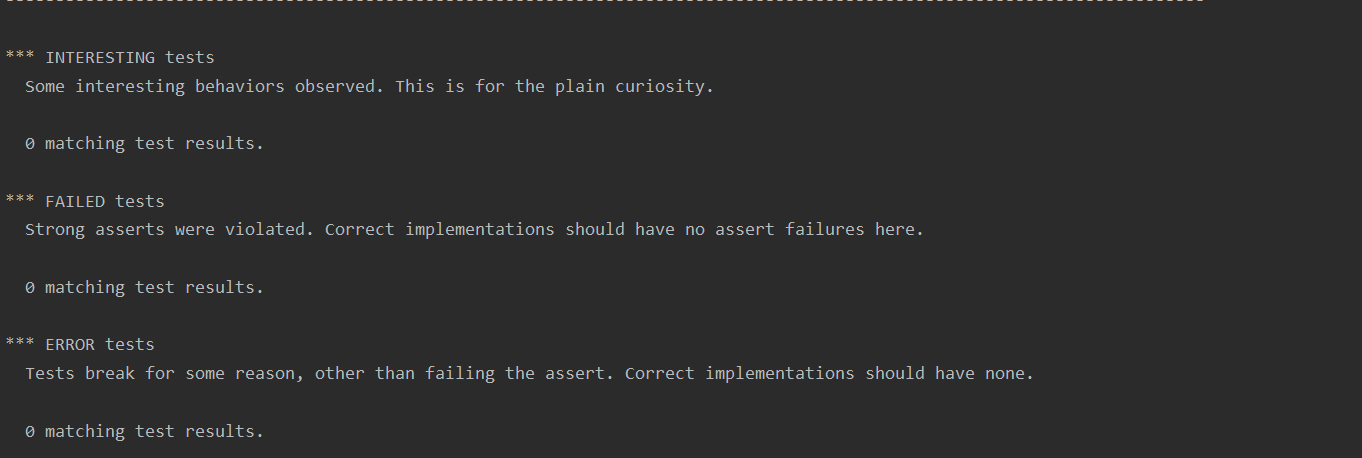 *** INTERESTING tests
Some interesting behaviors observed. This is for the plain curiosity.
0 matching test results.
*** FAILED tests
Strong asserts were violated. Correct implementations should have no assert failures here.
0 matching test results.
*** ERROR tests
Tests break for some reason, other than failing the assert. Correct implementations should have none.
0 matching test results.